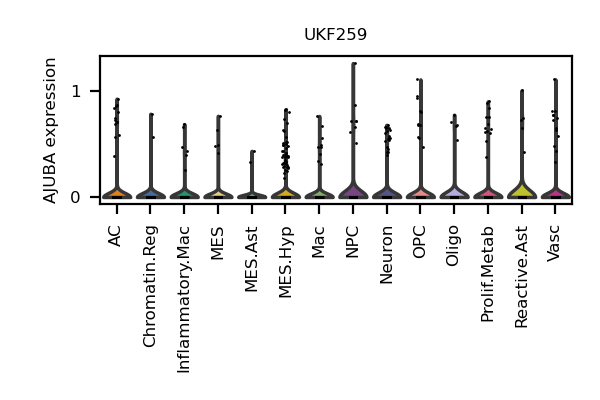 UKF259
AJUBA expression
1
0
AC
Chromatin.Reg
Inflammatory.Mac
MES
MES.Ast
MES.Hyp
Mac
NPC
Neuron
OPC
Oligo
Prolif.Metab
Reactive.Ast
Vasc